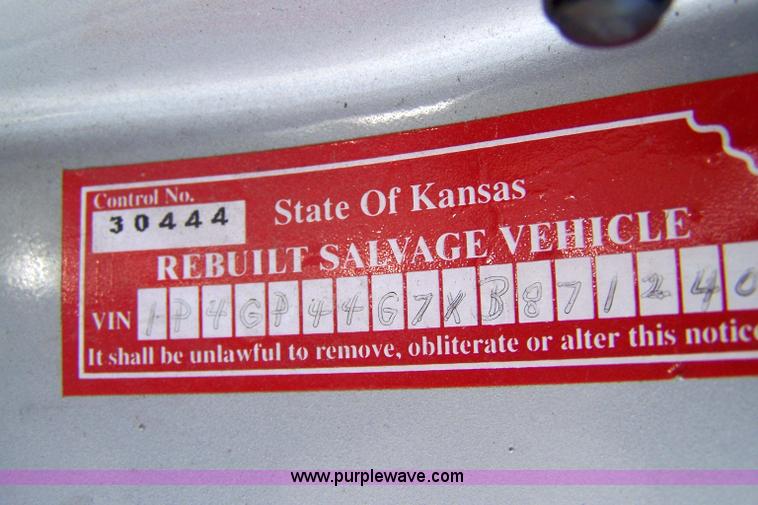 Control No.
30444
State Of Kansas
REBUILT SALVAGE VEHICLE
VIN 1P4GP44G7XB871240
It shall be unlawful to remove, obliterate or alter this notice
www.purplewave.com